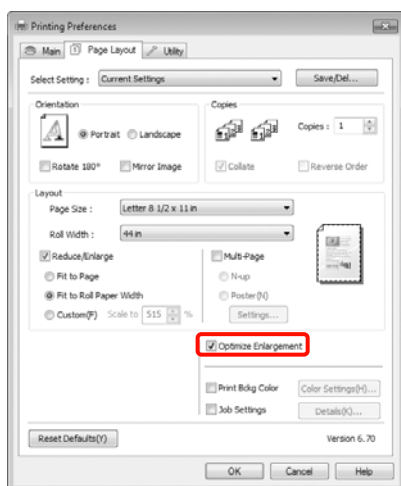 Printing Preferences
Main Page Layout Utility
Select Setting : Current Settings Save/Del...
Orientation
Portrait Landscape
Rotate 180° Mirror Image
Copies
Copies : 1
Collate Reverse Order
Layout
Page Size : Letter 8 1/2 x 11 in
Roll Width : 44 in
Reduce/Enlarge
Fit to Page
Fit to Roll Paper Width
Custom(F) Scale to 515 %
Multi-Page
N-up
Poster(N)
Settings...
Optimize Enlargement
Print Bckg Color Color Settings(H)...
Job Settings Details(K)...
Reset Defaults(Y) Version 6.70
OK Cancel Help